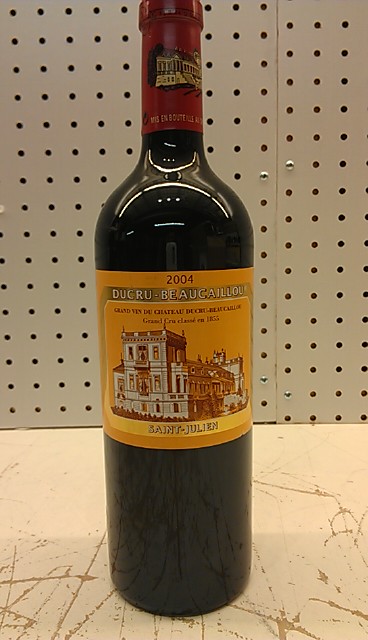 MIS EN BOUTEILLE AU
2004
DUCRU-BEAUCAILLOU
GRAND VIN DU CHATEAU DUCRU-BEAUCAILLOU
Grand Cru classé en 1855
SAINT-JULIEN